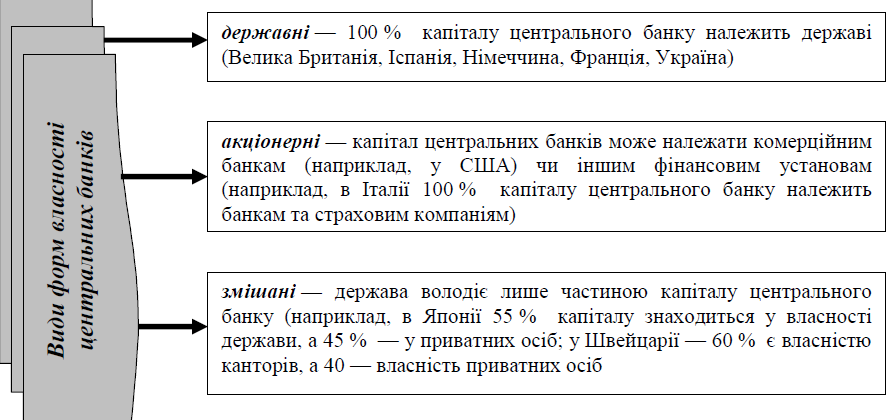 Види форм власності
центральних банків
державні — 100 % капіталу центрального банку належить державі
(Велика Британія, Іспанія, Німеччина, Франція, Україна)
акціонерні — капітал центральних банків може належати комерційним
банкам (наприклад, у США) чи іншим фінансовим установам
(наприклад, в Італії 100 % капіталу центрального банку належить
банкам та страховим компаніям)
змішані — держава володіє лише частиною капіталу центрального
банку (наприклад, в Японії 55 % капіталу знаходиться у власності
держави, а 45 % — у приватних осіб; у Швейцарії — 60 % є власністю
канторів, а 40 — власність приватних осіб